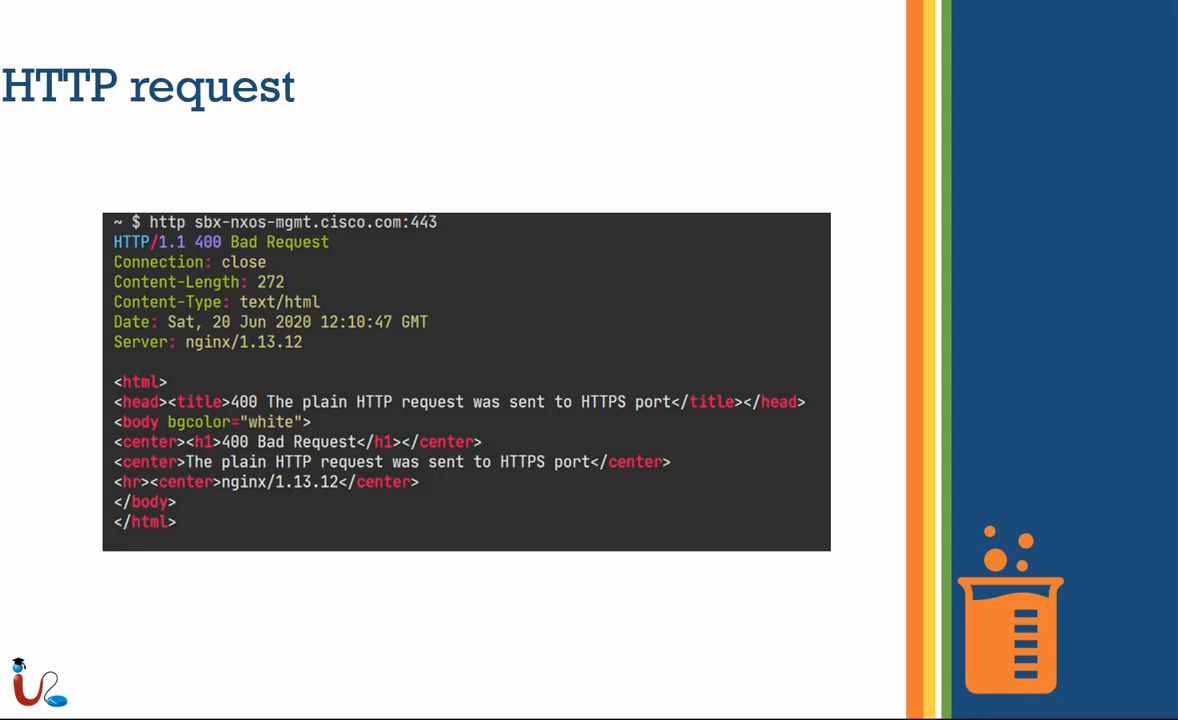 HTTP request
~ $ http sbx-nxos-mgmt.cisco.com:443
HTTP/1.1 400 Bad Request
Connection: close
Content-Length: 272
Content-Type: text/html
Date: Sat, 20 Jun 2020 12:10:47 GMT
Server: nginx/1.13.12
<html>
<head><title>400 The plain HTTP request was sent to HTTPS port</title></head>
<body bgcolor="white">
<center><h1>400 Bad Request</h1></center>
<center>The plain HTTP request was sent to HTTPS port</center>
<hr><center>nginx/1.13.12</center>
</body>
</html>